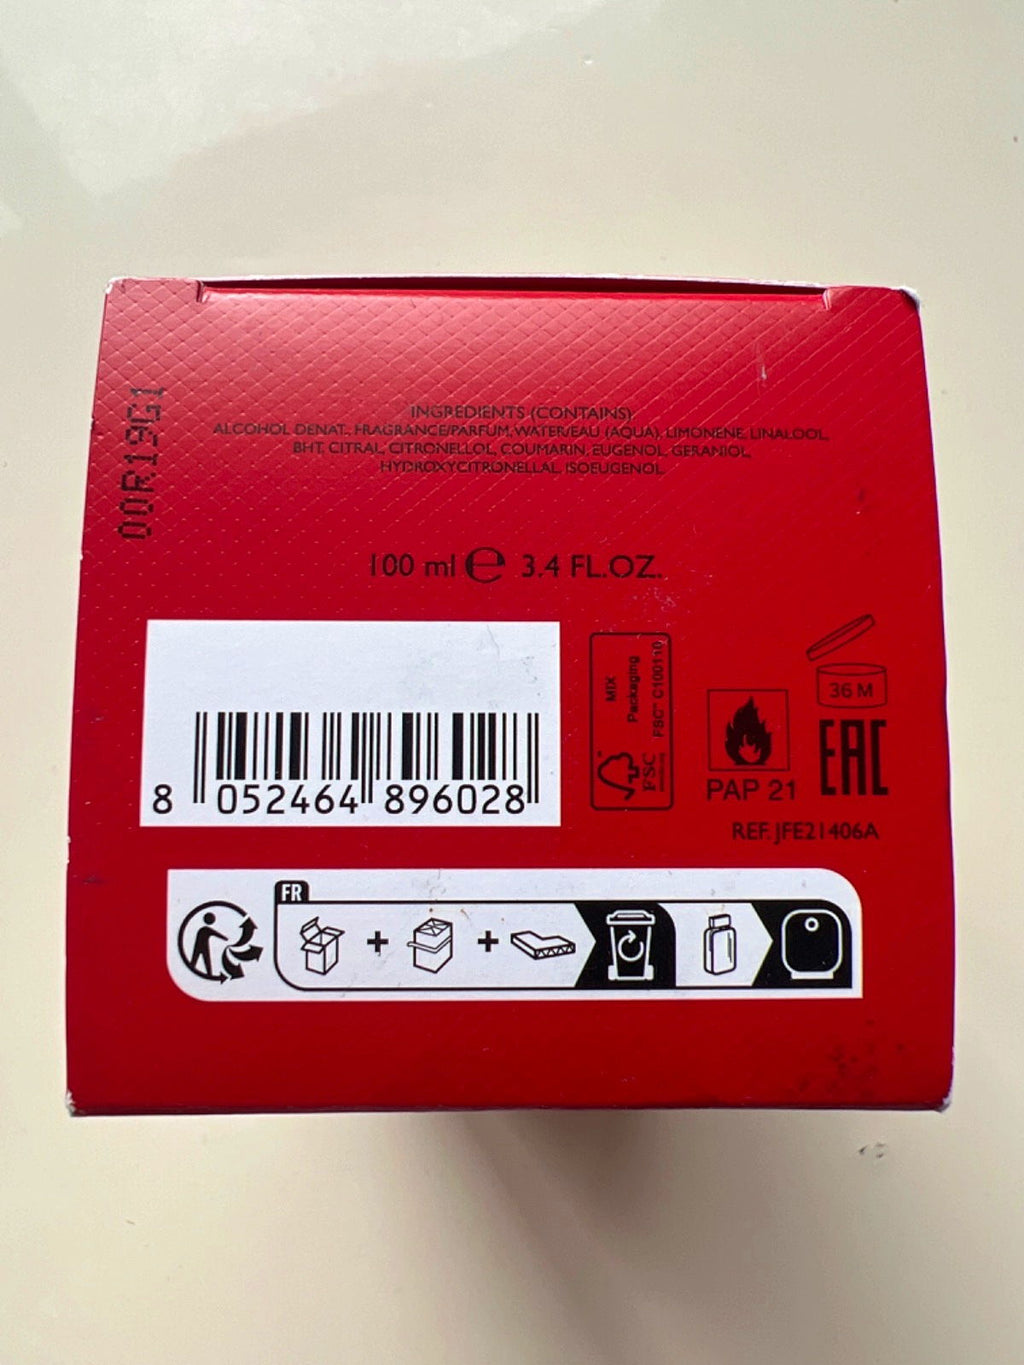 00R19G1
INGREDIENTS (CONTAINS):
ALCOHOL DENAT., FRAGRANCE/PARFUM, WATER/EAU (AQUA), LIMONENE, LINALOOL,
BHT, CITRAL, CITRONELLOL, COUMARIN, EUGENOL, GERANIOL,
HYDROXYCITRONELLAL, ISOEUGENOL.
100 ml ℮ 3.4 FL.OZ.
8 052464 896028
MIX
Packaging
FSC™ C100110
FSC
36 M
EAC
PAP 21
REF. JFE21406A
FR